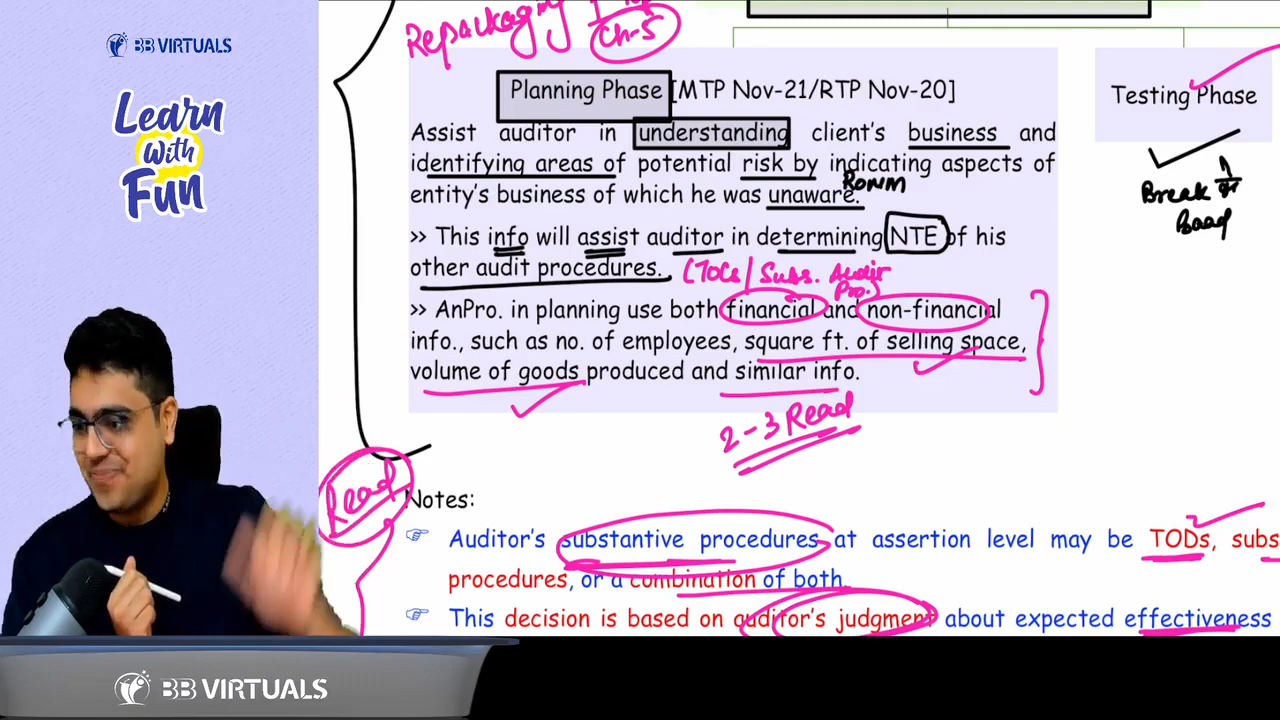 BB VIRTUALS
Learn
With
Fun
Repackaging
Ch-5
Planning Phase [MTP Nov-21/RTP Nov-20]
Assist auditor in understanding client's business and
identifying areas of potential risk by indicating aspects of
entity's business of which he was unaware.
ROMM
>> This info will assist auditor in determining NTE of his
other audit procedures. (TOCs / Subs. Audit
Pro.)
>> AnPro. in planning use both financial and non-financial
info., such as no. of employees, square ft. of selling space,
volume of goods produced and similar info.
2-3 Read
Testing Phase
Break
Read
Notes:
☞ Auditor's substantive procedures at assertion level may be TODs, subs
procedures, or a combination of both.
☞ This decision is based on auditor's judgment about expected effectiveness
BB VIRTUALS